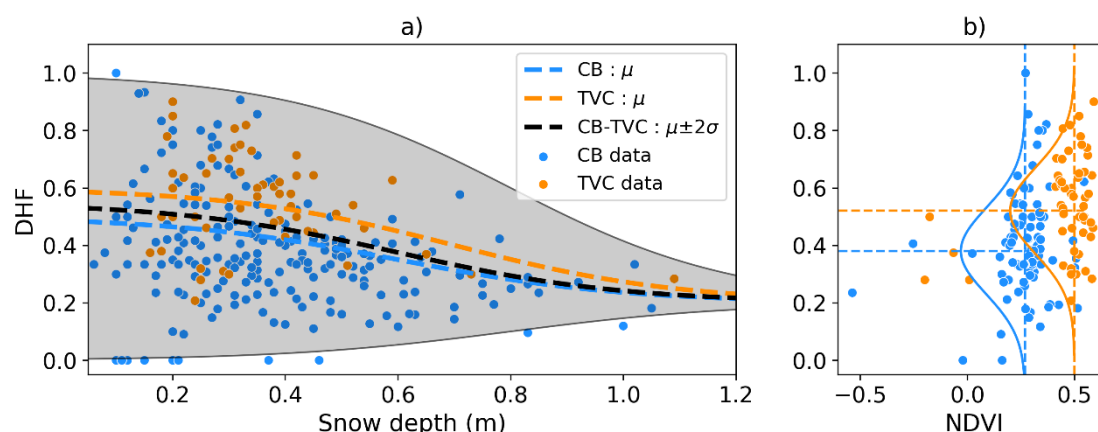 a)
CB : μ
TVC : μ
CB-TVC : μ±2σ
CB data
TVC data
DHF
1.0
0.8
0.6
0.4
0.2
0.0
0.2 0.4 0.6 0.8 1.0 1.2
Snow depth (m)
b)
1.0
0.8
0.6
0.4
0.2
0.0
−0.5 0.0 0.5
NDVI